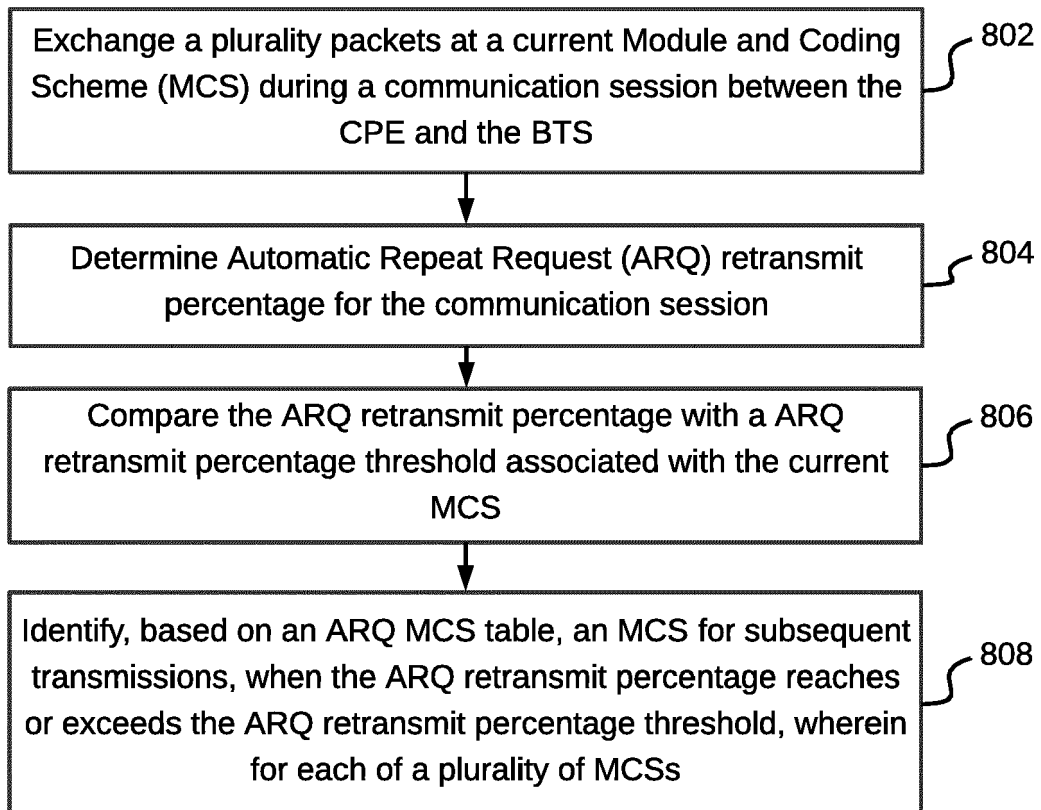 Exchange a plurality packets at a current Module and Coding
Scheme (MCS) during a communication session between the
CPE and the BTS
802
Determine Automatic Repeat Request (ARQ) retransmit
percentage for the communication session
804
Compare the ARQ retransmit percentage with a ARQ
retransmit percentage threshold associated with the current
MCS
806
Identify, based on an ARQ MCS table, an MCS for subsequent
transmissions, when the ARQ retransmit percentage reaches
or exceeds the ARQ retransmit percentage threshold, wherein
for each of a plurality of MCSs
808